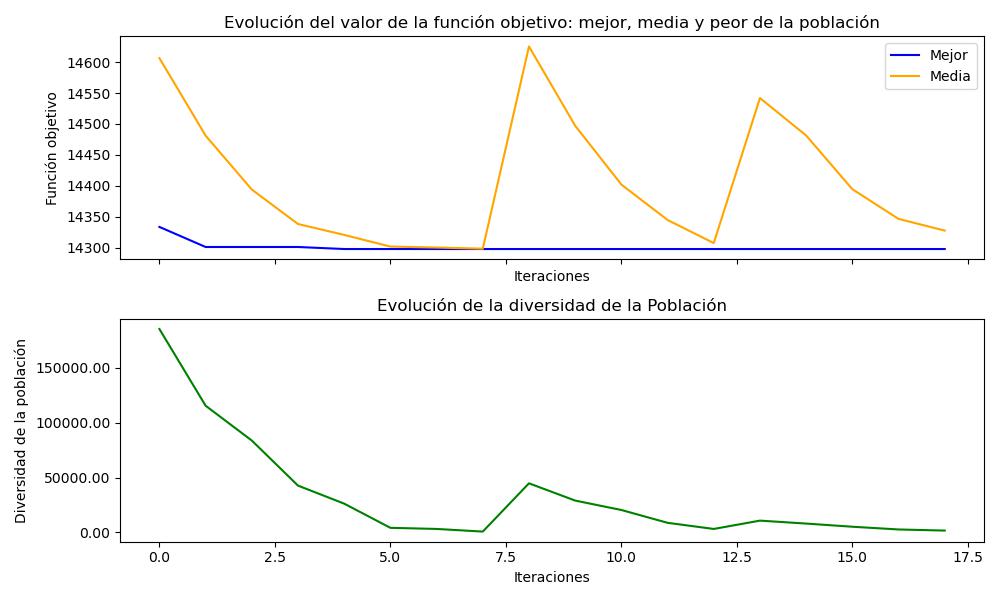 Evolución del valor de la función objetivo: mejor, media y peor de la población
Función objetivo
14600
14550
14500
14450
14400
14350
14300
Mejor
Media
Iteraciones
Evolución de la diversidad de la Población
Diversidad de la población
150000.00
100000.00
50000.00
0.00
0.0 2.5 5.0 7.5 10.0 12.5 15.0 17.5
Iteraciones